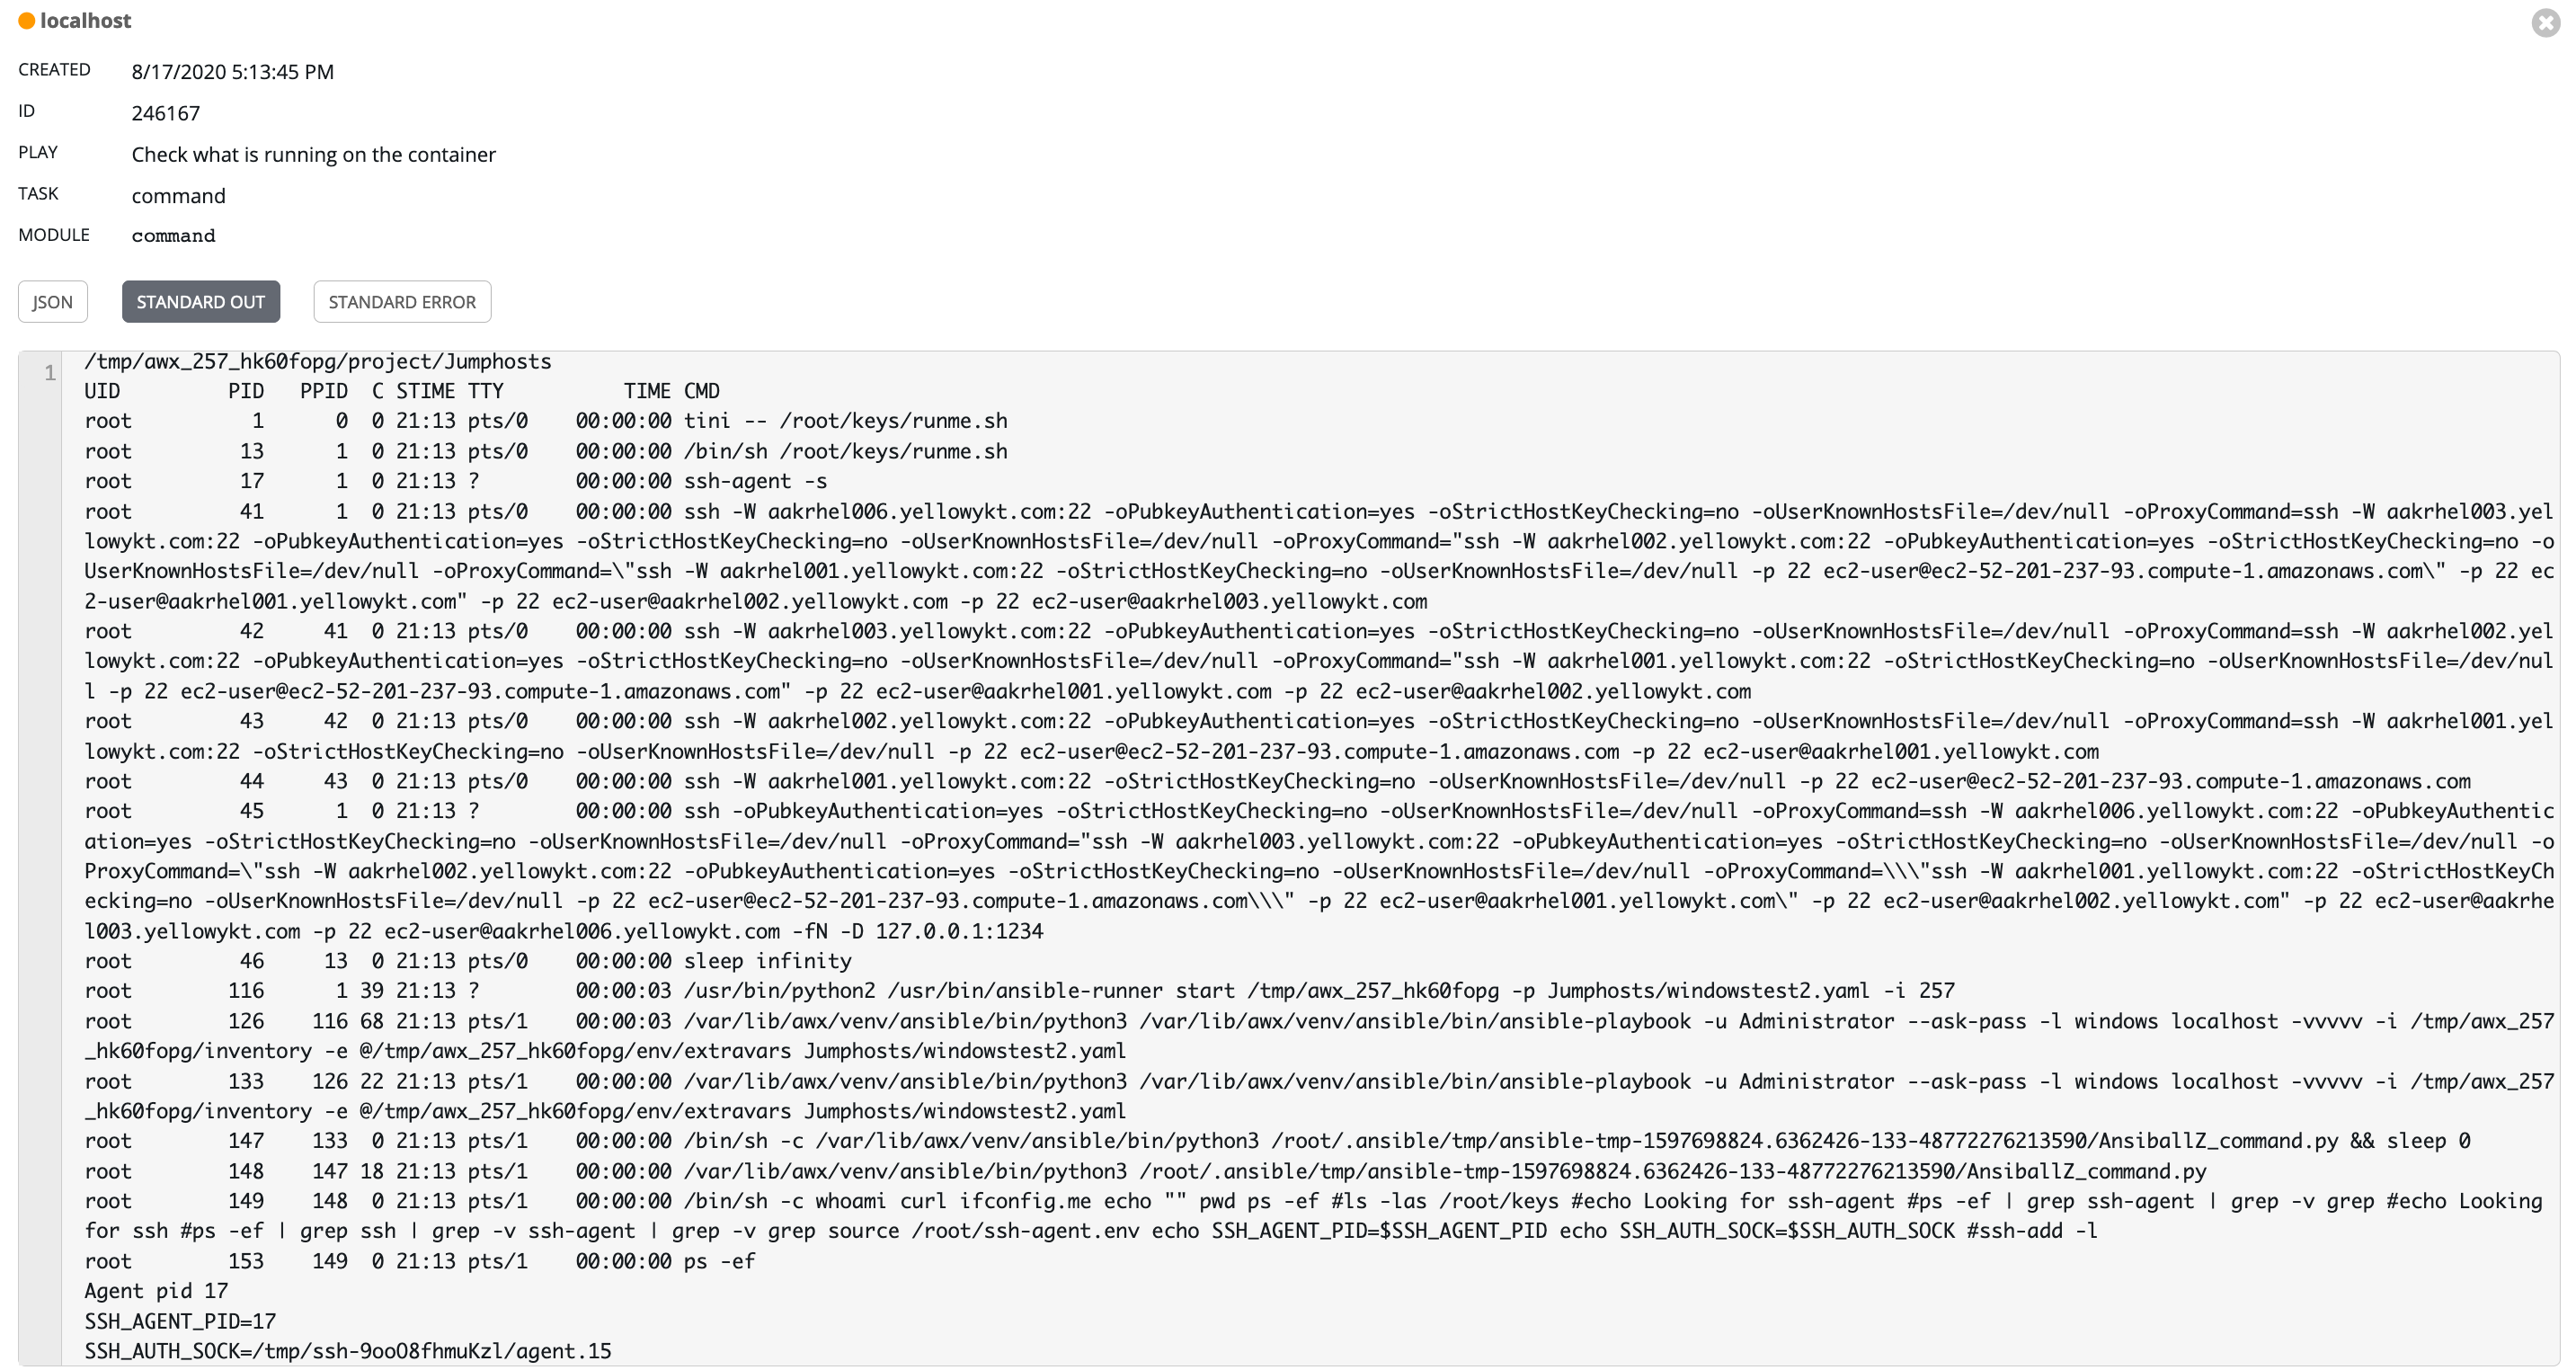 localhost
CREATED 8/17/2020 5:13:45 PM
ID 246167
PLAY Check what is running on the container
TASK command
MODULE command
JSON STANDARD OUT STANDARD ERROR
1
/tmp/awx_257_hk60fopg/project/Jumphosts
UID         PID   PPID  C STIME TTY          TIME CMD
root          1      0  0 21:13 pts/0    00:00:00 tini -- /root/keys/runme.sh
root         13      1  0 21:13 pts/0    00:00:00 /bin/sh /root/keys/runme.sh
root         17      1  0 21:13 ?        00:00:00 ssh-agent -s
root         41      1  0 21:13 pts/0    00:00:00 ssh -W aakrhel006.yellowykt.com:22 -oPubkeyAuthentication=yes -oStrictHostKeyChecking=no -oUserKnownHostsFile=/dev/null -oProxyCommand=ssh -W aakrhel003.yel
lowykt.com:22 -oPubkeyAuthentication=yes -oStrictHostKeyChecking=no -oUserKnownHostsFile=/dev/null -oProxyCommand="ssh -W aakrhel002.yellowykt.com:22 -oPubkeyAuthentication=yes -oStrictHostKeyChecking=no -o
UserKnownHostsFile=/dev/null -oProxyCommand=\"ssh -W aakrhel001.yellowykt.com:22 -oStrictHostKeyChecking=no -oUserKnownHostsFile=/dev/null -p 22 ec2-user@ec2-52-201-237-93.compute-1.amazonaws.com\" -p 22 ec
2-user@aakrhel001.yellowykt.com" -p 22 ec2-user@aakrhel002.yellowykt.com -p 22 ec2-user@aakrhel003.yellowykt.com
root         42     41  0 21:13 pts/0    00:00:00 ssh -W aakrhel003.yellowykt.com:22 -oPubkeyAuthentication=yes -oStrictHostKeyChecking=no -oUserKnownHostsFile=/dev/null -oProxyCommand=ssh -W aakrhel002.yel
lowykt.com:22 -oPubkeyAuthentication=yes -oStrictHostKeyChecking=no -oUserKnownHostsFile=/dev/null -oProxyCommand="ssh -W aakrhel001.yellowykt.com:22 -oStrictHostKeyChecking=no -oUserKnownHostsFile=/dev/nul
l -p 22 ec2-user@ec2-52-201-237-93.compute-1.amazonaws.com" -p 22 ec2-user@aakrhel001.yellowykt.com -p 22 ec2-user@aakrhel002.yellowykt.com
root         43     42  0 21:13 pts/0    00:00:00 ssh -W aakrhel002.yellowykt.com:22 -oPubkeyAuthentication=yes -oStrictHostKeyChecking=no -oUserKnownHostsFile=/dev/null -oProxyCommand=ssh -W aakrhel001.yel
lowykt.com:22 -oStrictHostKeyChecking=no -oUserKnownHostsFile=/dev/null -p 22 ec2-user@ec2-52-201-237-93.compute-1.amazonaws.com -p 22 ec2-user@aakrhel001.yellowykt.com
root         44     43  0 21:13 pts/0    00:00:00 ssh -W aakrhel001.yellowykt.com:22 -oStrictHostKeyChecking=no -oUserKnownHostsFile=/dev/null -p 22 ec2-user@ec2-52-201-237-93.compute-1.amazonaws.com
root         45      1  0 21:13 ?        00:00:00 ssh -oPubkeyAuthentication=yes -oStrictHostKeyChecking=no -oUserKnownHostsFile=/dev/null -oProxyCommand=ssh -W aakrhel006.yellowykt.com:22 -oPubkeyAuthentic
ation=yes -oStrictHostKeyChecking=no -oUserKnownHostsFile=/dev/null -oProxyCommand="ssh -W aakrhel003.yellowykt.com:22 -oPubkeyAuthentication=yes -oStrictHostKeyChecking=no -oUserKnownHostsFile=/dev/null -o
ProxyCommand=\"ssh -W aakrhel002.yellowykt.com:22 -oPubkeyAuthentication=yes -oStrictHostKeyChecking=no -oUserKnownHostsFile=/dev/null -oProxyCommand=\\\"ssh -W aakrhel001.yellowykt.com:22 -oStrictHostKeyCh
ecking=no -oUserKnownHostsFile=/dev/null -p 22 ec2-user@ec2-52-201-237-93.compute-1.amazonaws.com\\\" -p 22 ec2-user@aakrhel001.yellowykt.com\" -p 22 ec2-user@aakrhel002.yellowykt.com" -p 22 ec2-user@aakrhe
l003.yellowykt.com -p 22 ec2-user@aakrhel006.yellowykt.com -fN -D 127.0.0.1:1234
root         46     13  0 21:13 pts/0    00:00:00 sleep infinity
root        116      1 39 21:13 ?        00:00:03 /usr/bin/python2 /usr/bin/ansible-runner start /tmp/awx_257_hk60fopg -p Jumphosts/windowstest2.yaml -i 257
root        126    116 68 21:13 pts/1    00:00:03 /var/lib/awx/venv/ansible/bin/python3 /var/lib/awx/venv/ansible/bin/ansible-playbook -u Administrator --ask-pass -l windows localhost -vvvvv -i /tmp/awx_257
_hk60fopg/inventory -e @/tmp/awx_257_hk60fopg/env/extravars Jumphosts/windowstest2.yaml
root        133    126 22 21:13 pts/1    00:00:00 /var/lib/awx/venv/ansible/bin/python3 /var/lib/awx/venv/ansible/bin/ansible-playbook -u Administrator --ask-pass -l windows localhost -vvvvv -i /tmp/awx_257
_hk60fopg/inventory -e @/tmp/awx_257_hk60fopg/env/extravars Jumphosts/windowstest2.yaml
root        147    133  0 21:13 pts/1    00:00:00 /bin/sh -c /var/lib/awx/venv/ansible/bin/python3 /root/.ansible/tmp/ansible-tmp-1597698824.6362426-133-48772276213590/AnsiballZ_command.py && sleep 0
root        148    147 18 21:13 pts/1    00:00:00 /var/lib/awx/venv/ansible/bin/python3 /root/.ansible/tmp/ansible-tmp-1597698824.6362426-133-48772276213590/AnsiballZ_command.py
root        149    148  0 21:13 pts/1    00:00:00 /bin/sh -c whoami curl ifconfig.me echo "" pwd ps -ef #ls -las /root/keys #echo Looking for ssh-agent #ps -ef | grep ssh-agent | grep -v grep #echo Looking
for ssh #ps -ef | grep ssh | grep -v ssh-agent | grep -v grep source /root/ssh-agent.env echo SSH_AGENT_PID=$SSH_AGENT_PID echo SSH_AUTH_SOCK=$SSH_AUTH_SOCK #ssh-add -l
root        153    149  0 21:13 pts/1    00:00:00 ps -ef
Agent pid 17
SSH_AGENT_PID=17
SSH_AUTH_SOCK=/tmp/ssh-9ooO8fhmuKzl/agent.15